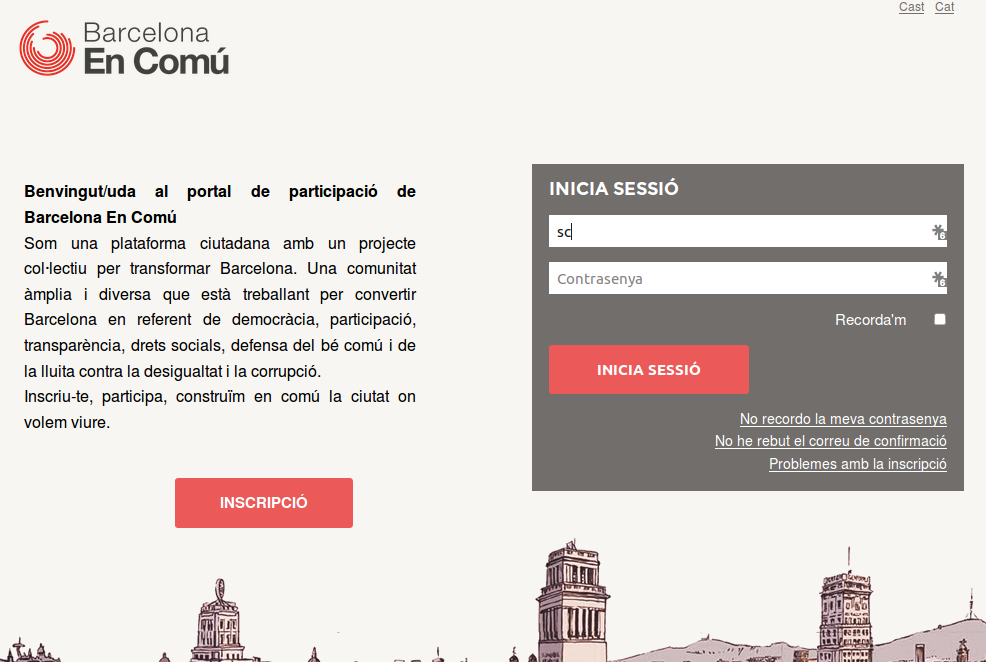 Cast Cat
Barcelona
En Comú
Benvingut/uda al portal de participació de
Barcelona En Comú
Som una plataforma ciutadana amb un projecte
col·lectiu per transformar Barcelona. Una comunitat
àmplia i diversa que està treballant per convertir
Barcelona en referent de democràcia, participació,
transparència, drets socials, defensa del bé comú i de
la lluita contra la desigualtat i la corrupció.
Inscriu-te, participa, construïm en comú la ciutat on
volem viure.
INSCRIPCIÓ
INICIA SESSIÓ
sc
Contrasenya
Recorda'm
INICIA SESSIÓ
No recordo la meva contrasenya
No he rebut el correu de confirmació
Problemes amb la inscripció